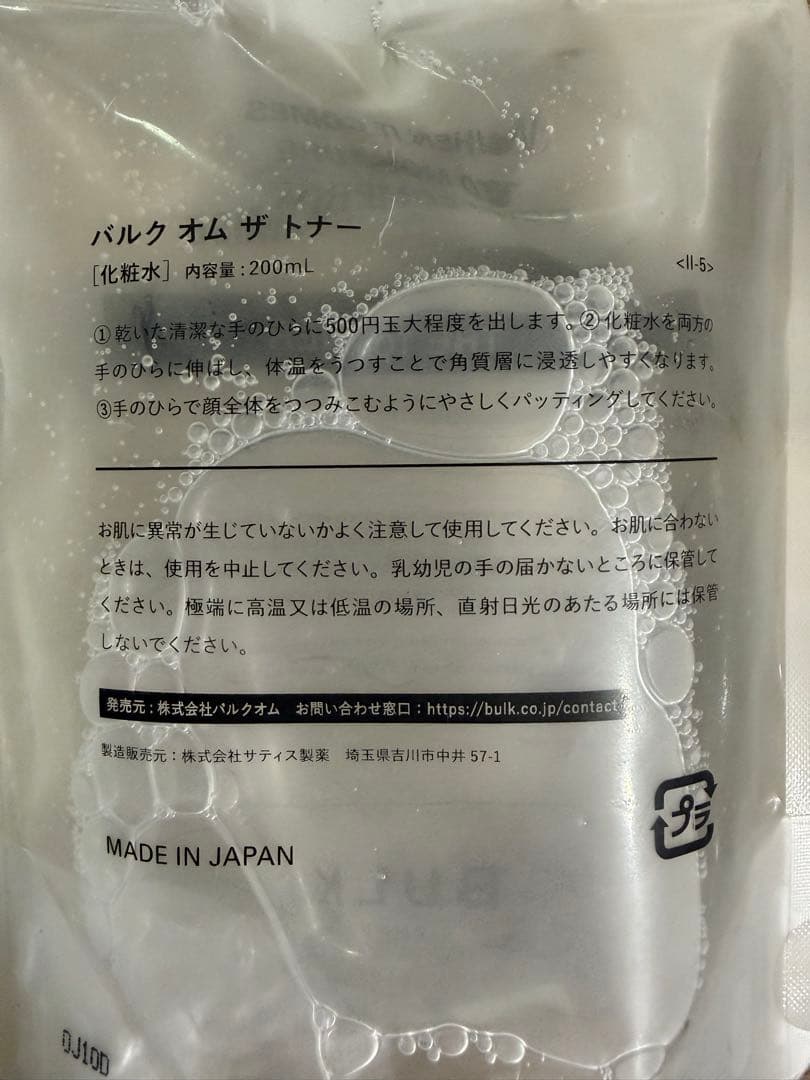 バルク オム ザ トナー
[化粧水] 内容量:200mL
<II-5>
①乾いた清潔な手のひらに500円玉大程度を出します。②化粧水を両方の
手のひらに伸ばし、体温をうつすことで角質層に浸透しやすくなります。
③手のひらで顔全体をつつみこむようにやさしくパッティングしてください。
お肌に異常が生じていないかよく注意して使用してください。お肌に合わない
ときは、使用を中止してください。乳幼児の手の届かないところに保管して
ください。極端に高温又は低温の場所、直射日光のあたる場所には保管
しないでください。
発売元:株式会社バルクオム お問い合わせ窓口:https://bulk.co.jp/contact
製造販売元:株式会社サティス製薬 埼玉県吉川市中井 57-1
プラ
MADE IN JAPAN
BULK
0J10D